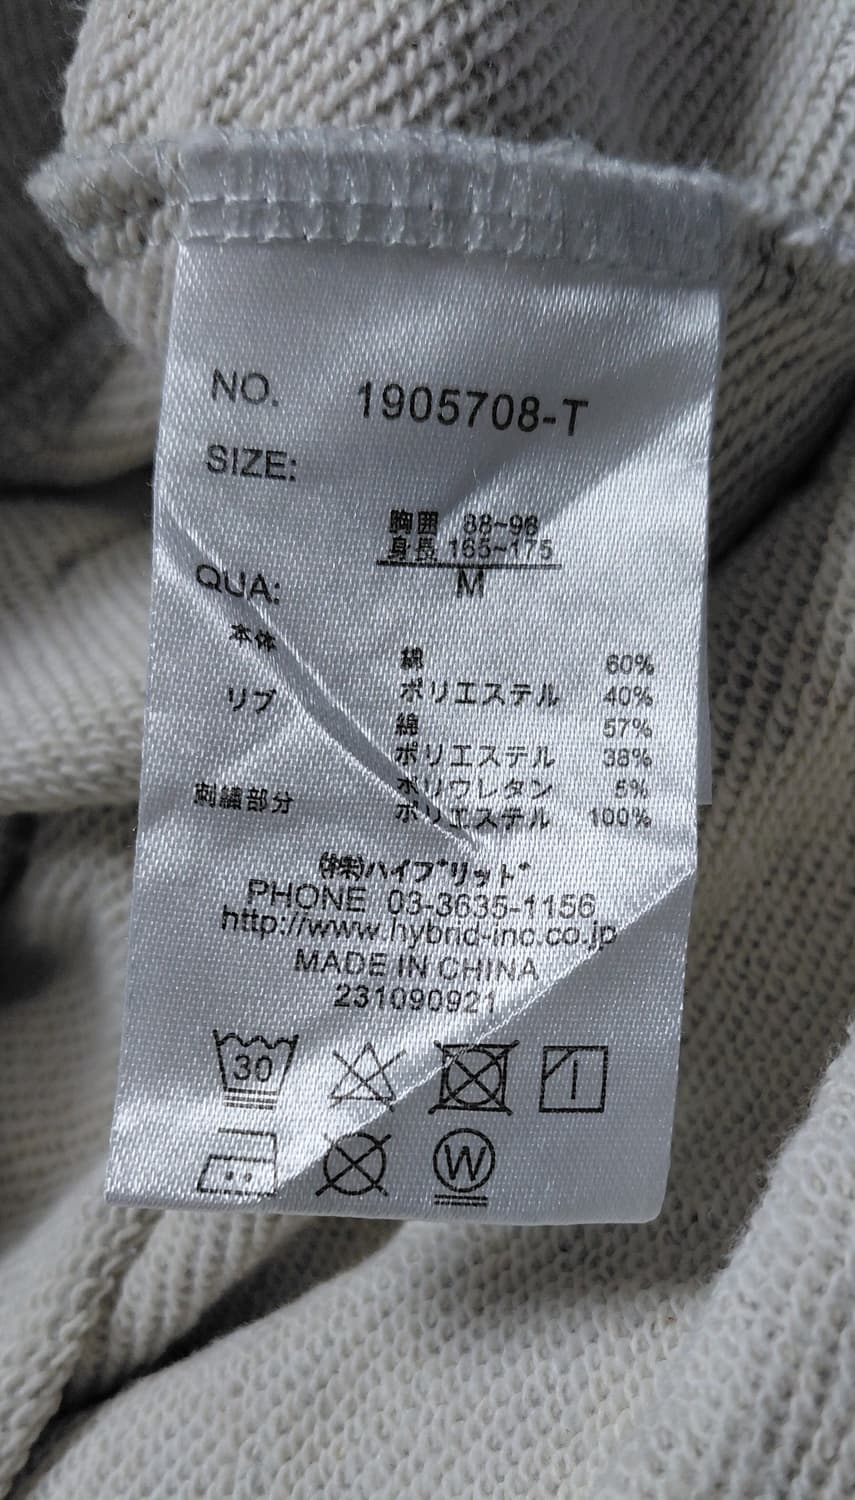 NO. 1905708-T
SIZE:
胸囲 88~96
身長 165~175
M
QUA:
本体 綿 60%
ポリエステル 40%
リブ 綿 57%
ポリエステル 38%
ポリウレタン 5%
刺繍部分 ポリエステル 100%
㈱ハイブリッド
PHONE 03-3635-1156
http://www.hybrid-inc.co.jp
MADE IN CHINA
231090921
30
W